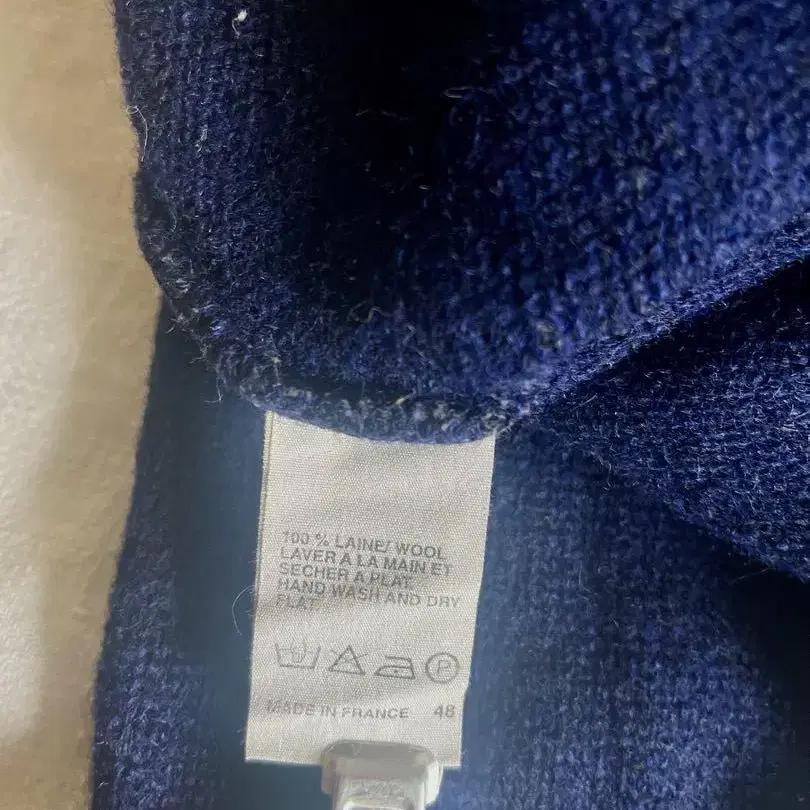 100 % LAINE/ WOOL
LAVER A LA MAIN ET
SECHER A PLAT
HAND WASH AND DRY
FLAT
P
MADE IN FRANCE 48